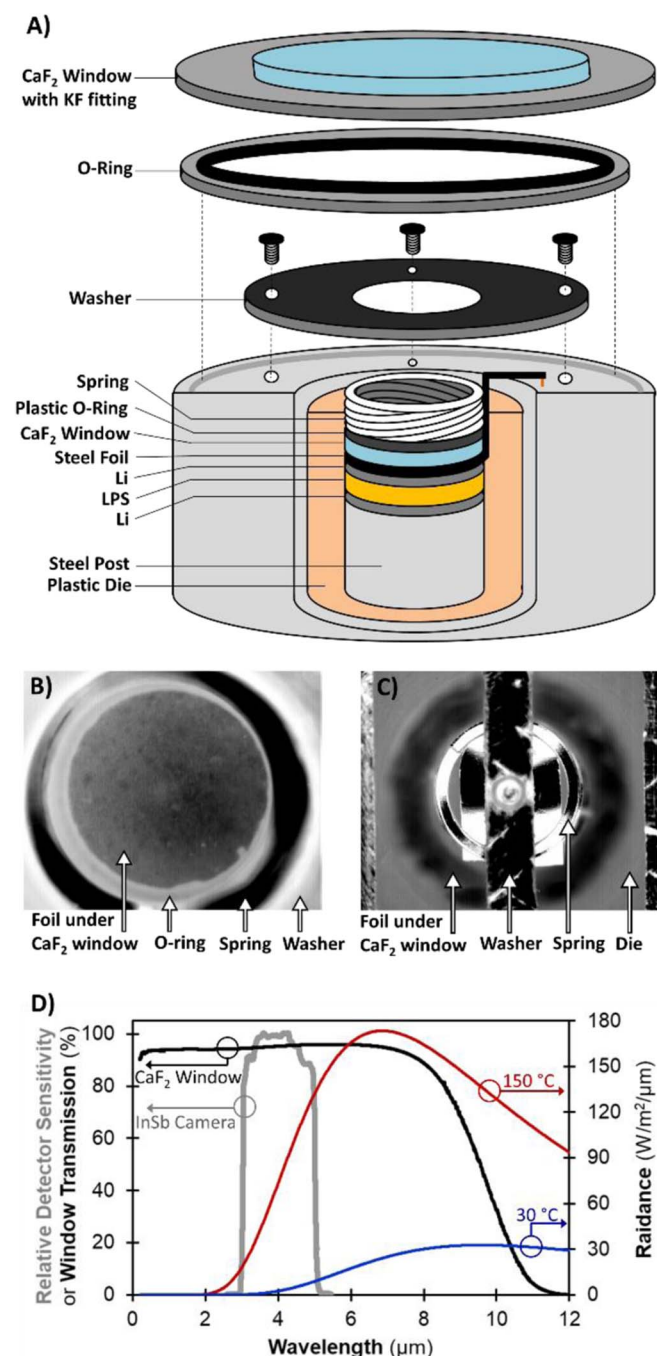 A)
CaF₂ Window
with KF fitting
O-Ring
Washer
Spring
Plastic O-Ring
CaF₂ Window
Steel Foil
Li
LPS
Li
Steel Post
Plastic Die
B)
C)
Foil under
CaF₂ window
O-ring
Spring
Washer
Foil under
CaF₂ window
Washer
Spring
Die
D)
Relative Detector Sensitivity
or Window Transmission (%)
100
80
60
40
20
0
CaF₂ Window
InSb Camera
150 °C
30 °C
180
150
120
90
60
30
0
Raidance (W/m²/μm)
0 2 4 6 8 10 12
Wavelength (μm)